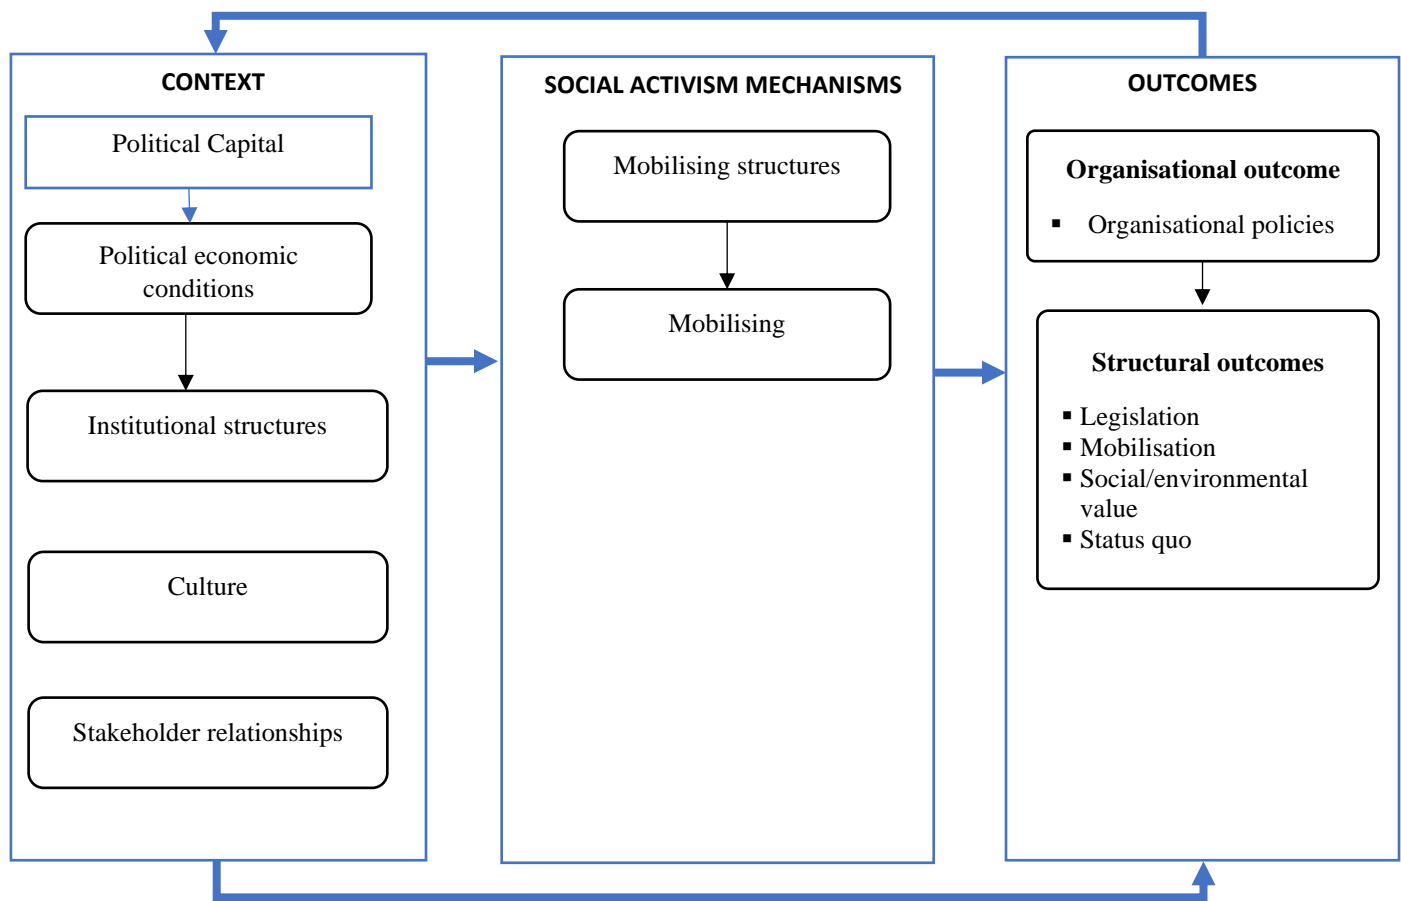 CONTEXT
Political Capital
Political economic
conditions
Institutional structures
Culture
Stakeholder relationships
SOCIAL ACTIVISM MECHANISMS
Mobilising structures
Mobilising
OUTCOMES
Organisational outcome
▪ Organisational policies
Structural outcomes
▪ Legislation
▪ Mobilisation
▪ Social/environmental
value
▪ Status quo